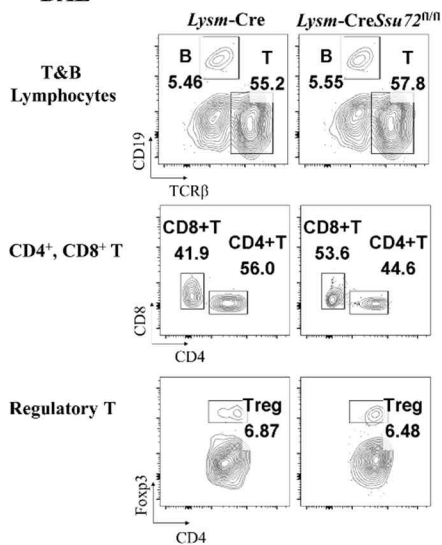 Lysm-Cre Lysm-CreSsu72fl/fl
T&B
Lymphocytes
B T
5.46 55.2
B T
5.55 57.8
CD19
TCRβ
CD4+, CD8+ T
CD8+T
41.9
CD4+T
56.0
CD8+T
53.6
CD4+T
44.6
CD8
CD4
Regulatory T
Treg
6.87
Treg
6.48
Foxp3
CD4